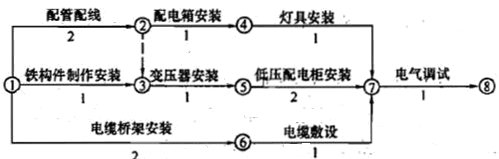 配管配线 ② 配电箱安装 ④ 灯具安装
2 1 1
① 铁构件制作安装 ③ 变压器安装 ⑤ 低压配电柜安装 ⑦ 电气调试 ⑧
1 1 2 1
电缆桥架安装 ⑥ 电缆敷设
2 1